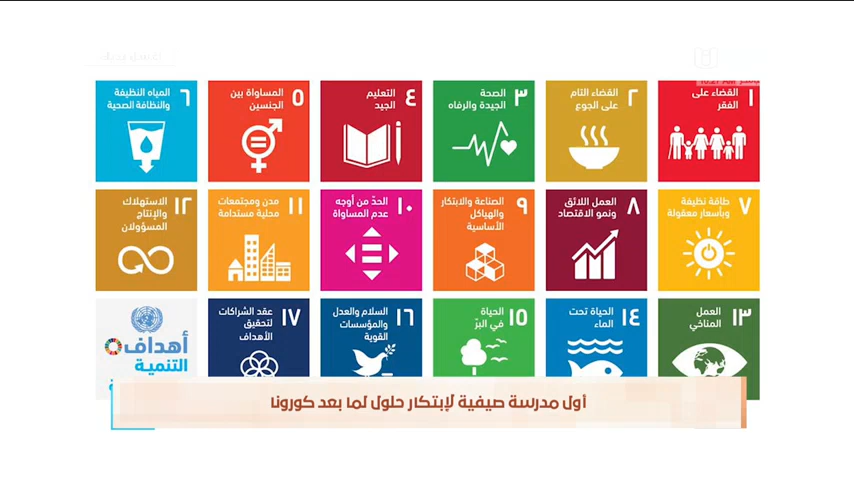 القضاء على
الفقر
١
القضاء التام
على الجوع
٢
الصحة
الجيدة والرفاه
٣
التعليم
الجيد
٤
المساواة بين
الجنسين
٥
المياه النظيفة
والنظافة الصحية
٦
طاقة نظيفة
وبأسعار معقولة
٧
العمل اللائق
ونمو الاقتصاد
٨
الصناعة والابتكار
والهياكل
الأساسية
٩
الحدّ من أوجه
عدم المساواة
١٠
مدن ومجتمعات
محلية مستدامة
١١
الاستهلاك
والإنتاج
المسؤولان
١٢
العمل
المناخي
١٣
الحياة تحت
الماء
١٤
الحياة
في البرّ
١٥
السلام والعدل
والمؤسسات
القوية
١٦
عقد الشراكات
لتحقيق
الأهداف
١٧
أهداف
التنمية
أول مدرسة صيفية لإبتكار حلول لما بعد كورونا